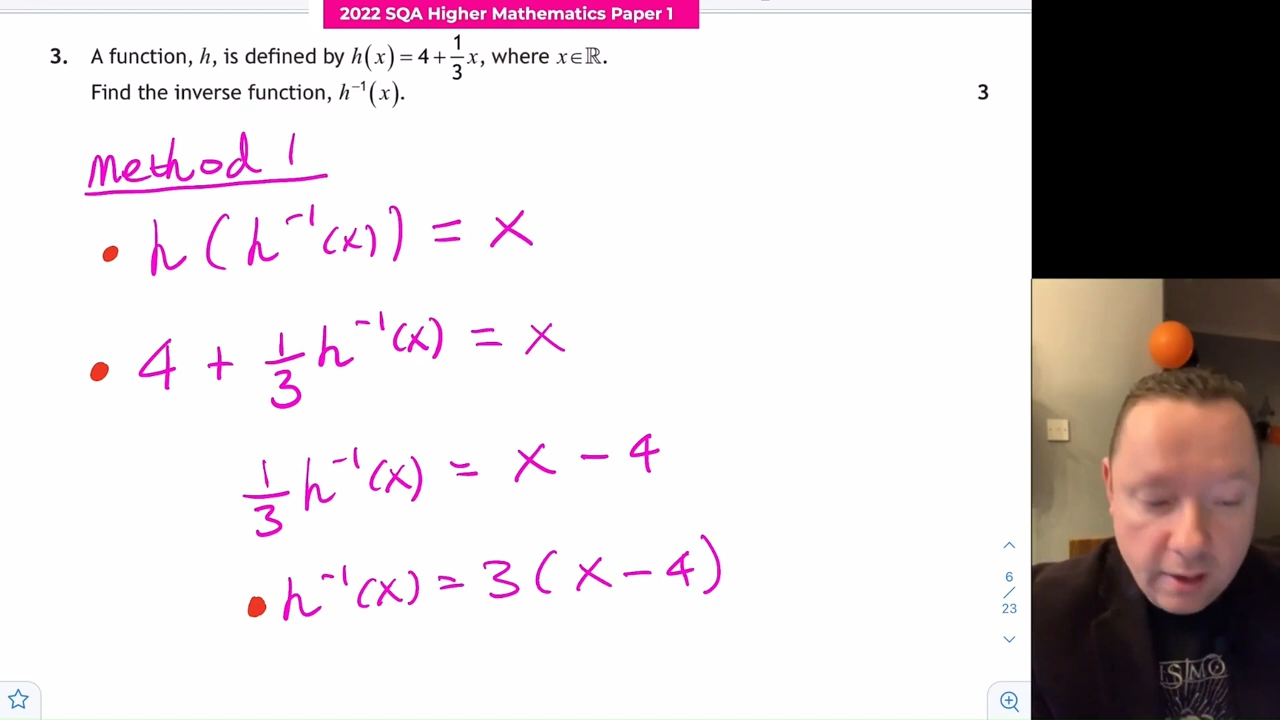 2022 SQA Higher Mathematics Paper 1
3. A function, h, is defined by h(x) = 4 + 1/3 x, where x ∈ ℝ.
Find the inverse function, h⁻¹(x). 3
Method 1
• h(h⁻¹(x)) = x
• 4 + 1/3 h⁻¹(x) = x
1/3 h⁻¹(x) = x - 4
• h⁻¹(x) = 3(x - 4)
6
/
23